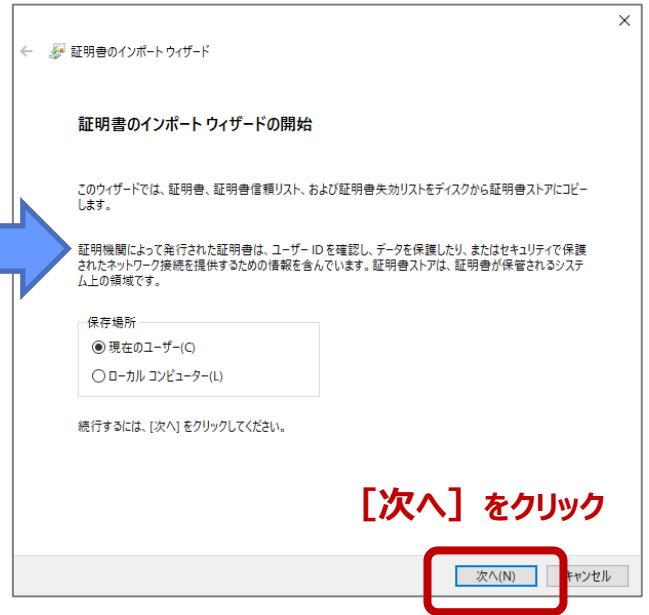 証明書のインポート ウィザード
証明書のインポート ウィザードの開始
このウィザードでは、証明書、証明書信頼リスト、および証明書失効リストをディスクから証明書ストアにコピー
します。
証明機関によって発行された証明書は、ユーザー ID を確認し、データを保護したり、またはセキュリティで保護
されたネットワーク接続を提供するための情報を含んでいます。証明書ストアは、証明書が保管されるシステ
ム上の領域です。
保存場所
現在のユーザー(C)
ローカル コンピューター(L)
続行するには、[次へ] をクリックしてください。
［次へ］をクリック
次へ(N)
キャンセル